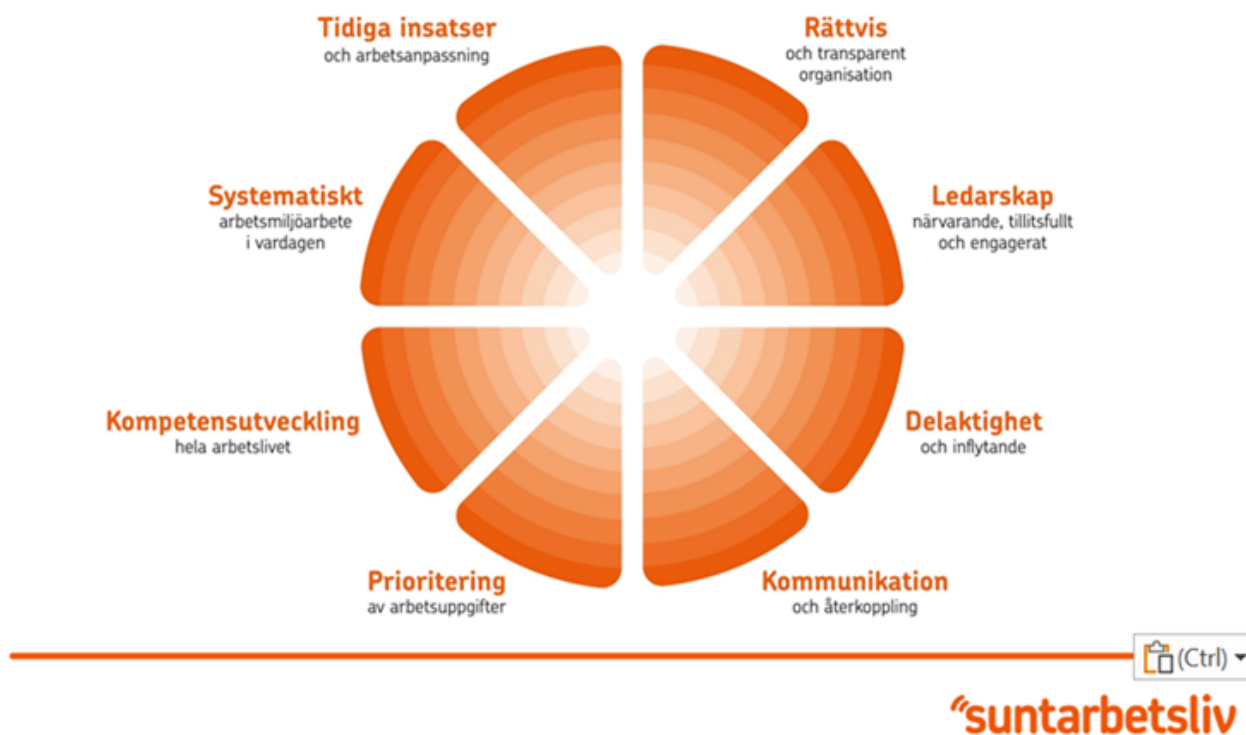 Tidiga insatser
och arbetsanpassning
Rättvis
och transparent
organisation
Systematiskt
arbetsmiljöarbete
i vardagen
Ledarskap
närvarande, tillitsfullt
och engagerat
Kompetensutveckling
hela arbetslivet
Delaktighet
och inflytande
Prioritering
av arbetsuppgifter
Kommunikation
och återkoppling
(Ctrl)
suntarbetsliv